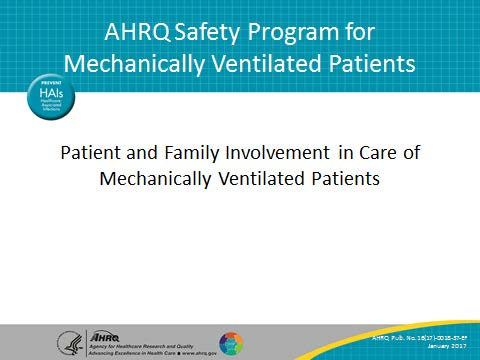 AHRQ Safety Program for
Mechanically Ventilated Patients
PREVENT
HAIs
Healthcare
Associated
Infections
Patient and Family Involvement in Care of
Mechanically Ventilated Patients
AHRQ
Agency for Healthcare Research and Quality
Advancing Excellence in Health Care ■ www.ahrq.gov
AHRQ Pub. No. 16(17)-0018-37-EF
January 2017